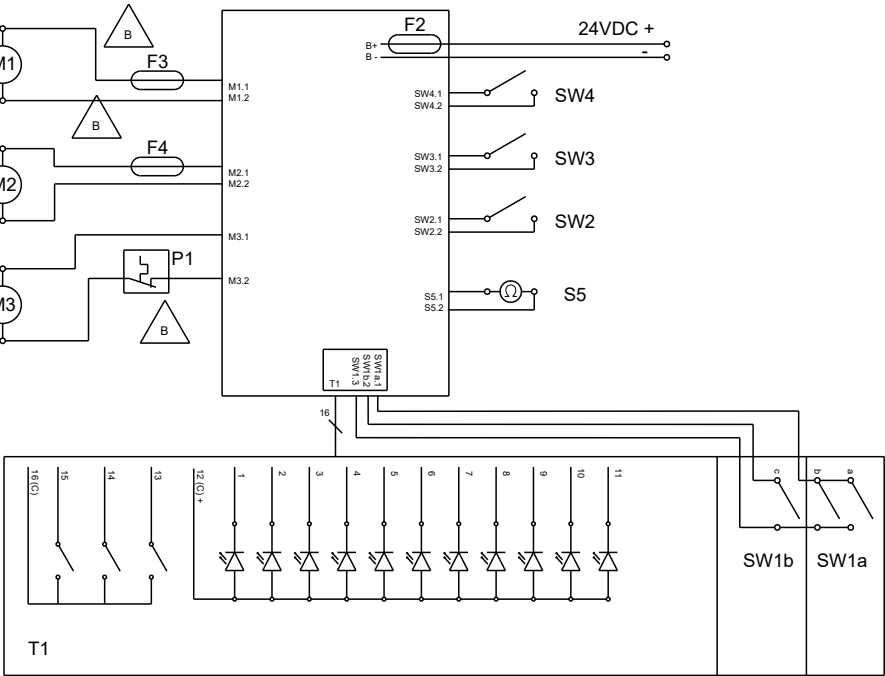 B
F2
24VDC +
B+
-
B -
M1
F3
M1.1
M1.2
SW4.1
SW4.2
SW4
B
F4
SW3.1
SW3.2
SW3
M2.1
M2.2
M2
SW2.1
SW2.2
SW2
M3.1
P1
M3.2
S5.1
S5.2
Ω
S5
M3
B
T1
SW1.3
SW1b.2
SW1a.1
16
16 (C)
15
14
13
12 (C) +
1
2
3
4
5
6
7
8
9
10
11
c
b
a
SW1b
SW1a
T1